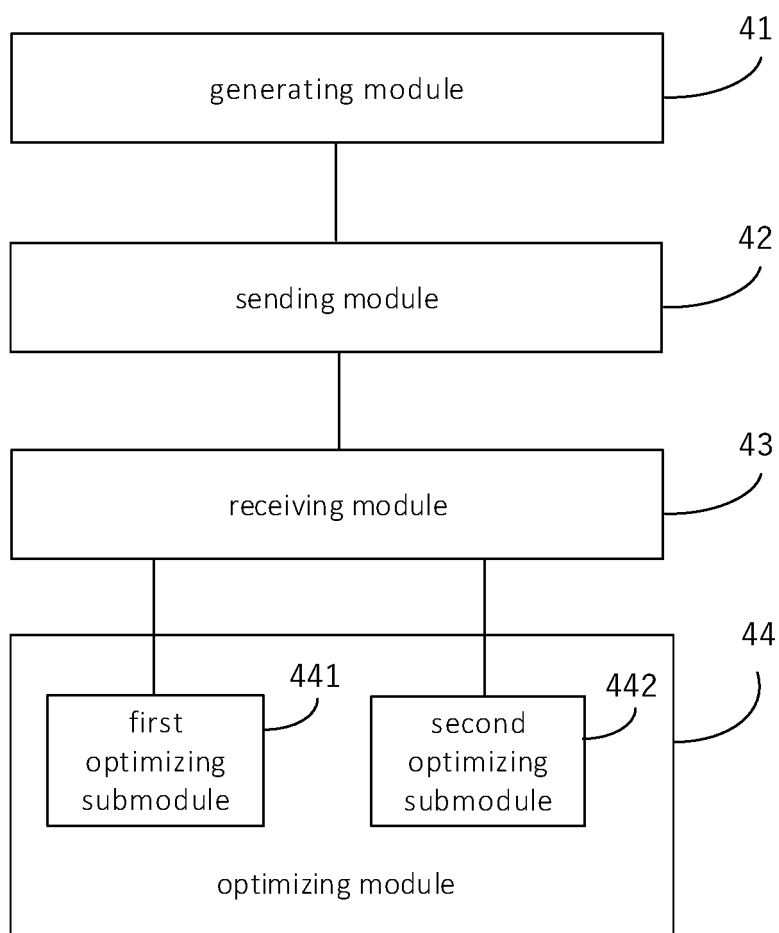 41
generating module
42
sending module
43
receiving module
44
441
442
first
optimizing
submodule
second
optimizing
submodule
optimizing module